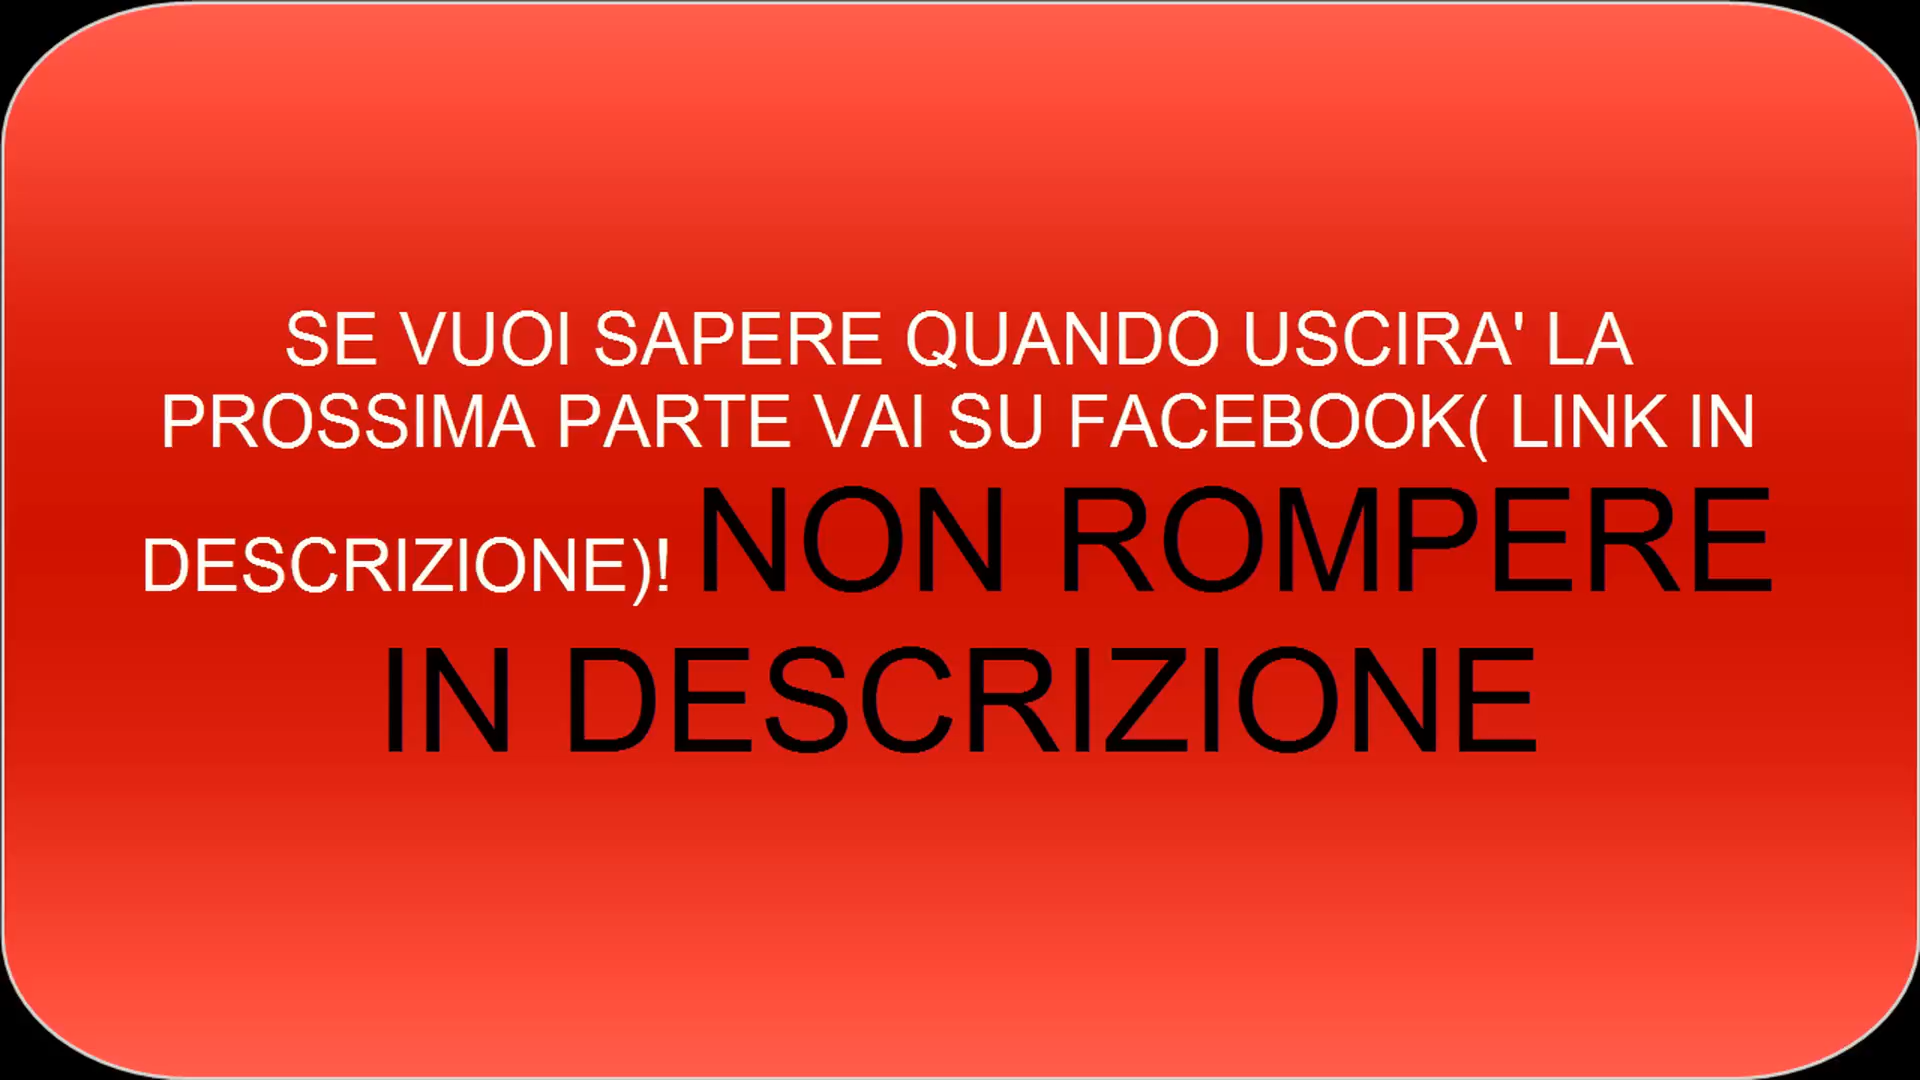 SE VUOI SAPERE QUANDO USCIRA' LA
PROSSIMA PARTE VAI SU FACEBOOK( LINK IN
DESCRIZIONE)! NON ROMPERE
IN DESCRIZIONE